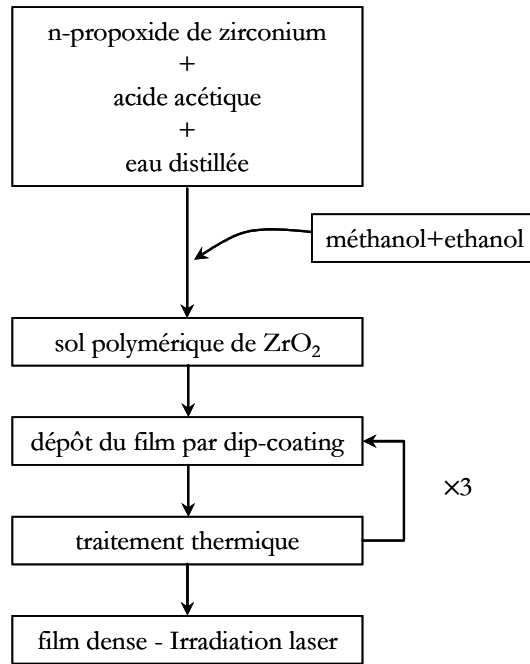 n-propoxide de zirconium
+
acide acétique
+
eau distillée
méthanol+ethanol
sol polymérique de ZrO₂
dépôt du film par dip-coating
×3
traitement thermique
film dense - Irradiation laser